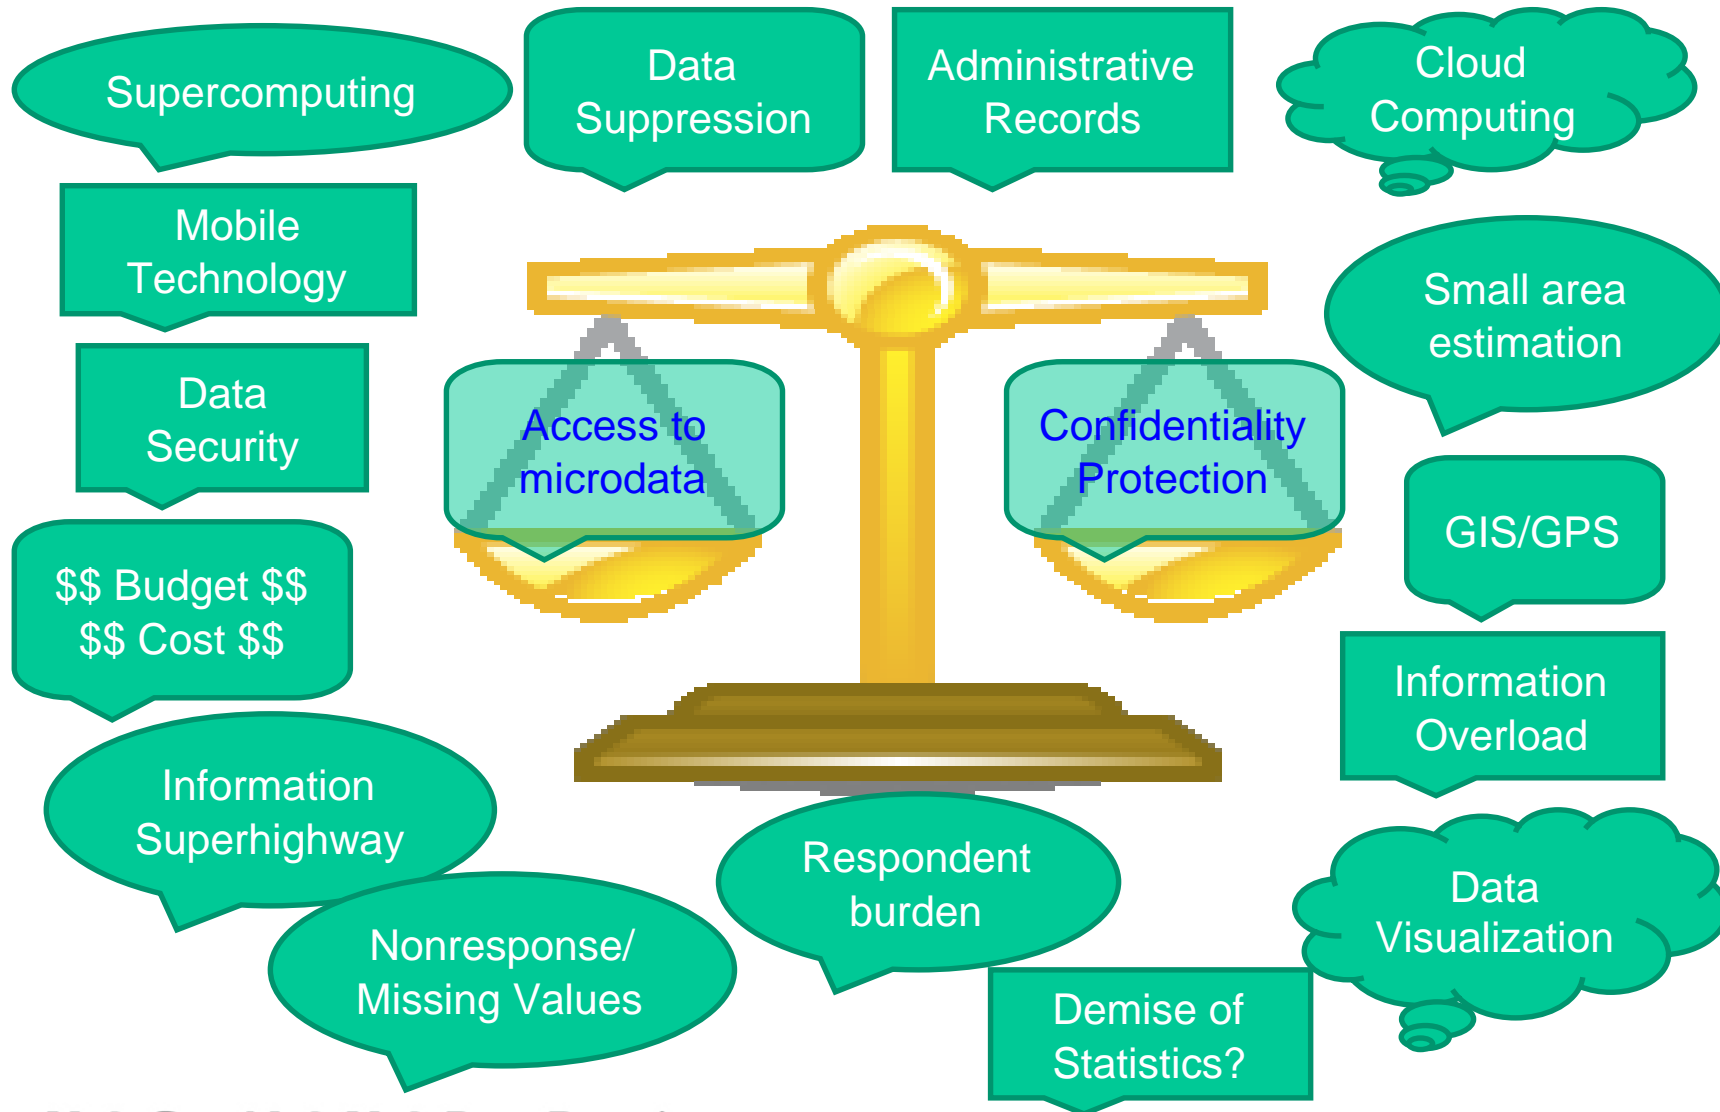 Supercomputing
Data
Suppression
Administrative
Records
Cloud
Computing
Mobile
Technology
Small area
estimation
Data
Security
Access to
microdata
Confidentiality
Protection
GIS/GPS
$$ Budget $$
$$ Cost $$
Information
Overload
Information
Superhighway
Respondent
burden
Data
Visualization
Nonresponse/
Missing Values
Demise of
Statistics?